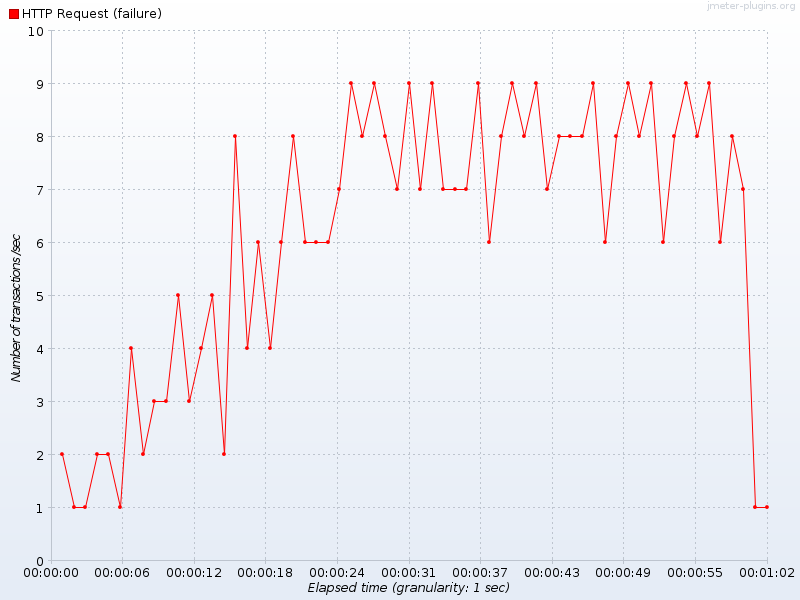 jmeter-plugins.org
HTTP Request (failure)
10
9
8
7
6
5
4
3
2
1
0
Number of transactions /sec
00:00:00 00:00:06 00:00:12 00:00:18 00:00:24 00:00:31 00:00:37 00:00:43 00:00:49 00:00:55 00:01:02
Elapsed time (granularity: 1 sec)